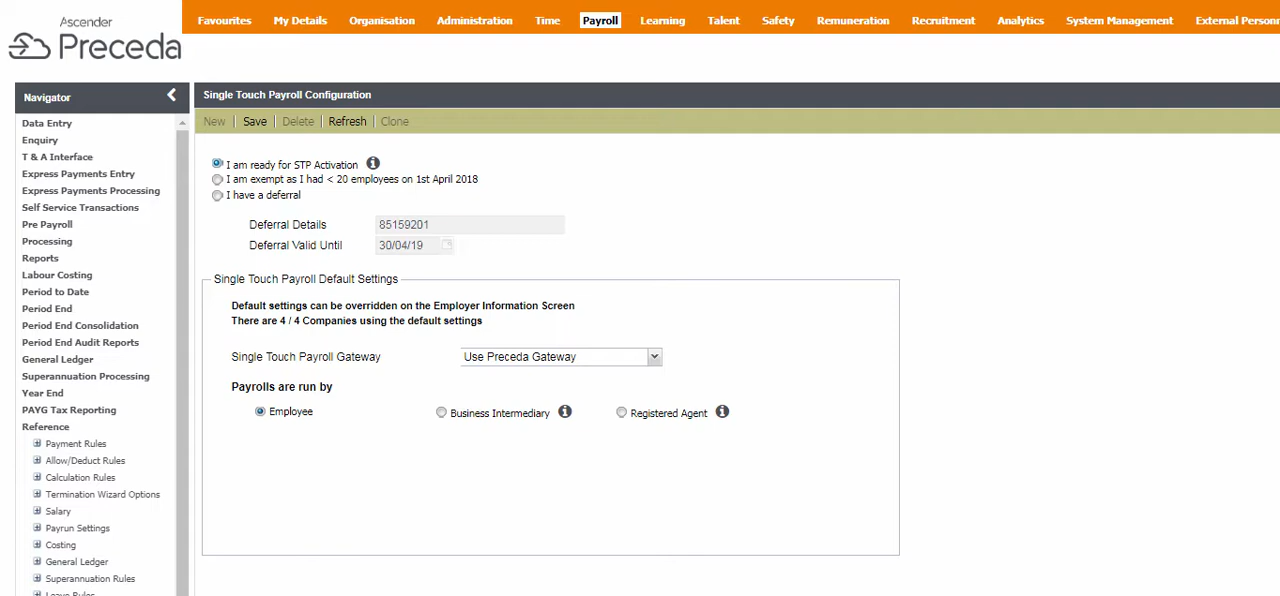 Ascender
Preceda
Favourites My Details Organisation Administration Time Payroll Learning Talent Safety Remuneration Recruitment Analytics System Management External
Navigator
Data Entry
Enquiry
T & A Interface
Express Payments Entry
Express Payments Processing
Self Service Transactions
Pre Payroll
Processing
Reports
Labour Costing
Period to Date
Period End
Period End Consolidation
Period End Audit Reports
General Ledger
Superannuation Processing
Year End
PAYG Tax Reporting
Reference
Payment Rules
Allow/Deduct Rules
Calculation Rules
Termination Wizard Options
Salary
Payrun Settings
Costing
General Ledger
Superannuation Rules
Leave Rules
Single Touch Payroll Configuration
New Save Delete Refresh Clone
I am ready for STP Activation
I am exempt as I had < 20 employees on 1st April 2018
I have a deferral
Deferral Details 85159201
Deferral Valid Until 30/04/19
Single Touch Payroll Default Settings
Default settings can be overridden on the Employer Information Screen
There are 4 / 4 Companies using the default settings
Single Touch Payroll Gateway Use Preceda Gateway
Payrolls are run by
Employee Business Intermediary Registered Agent